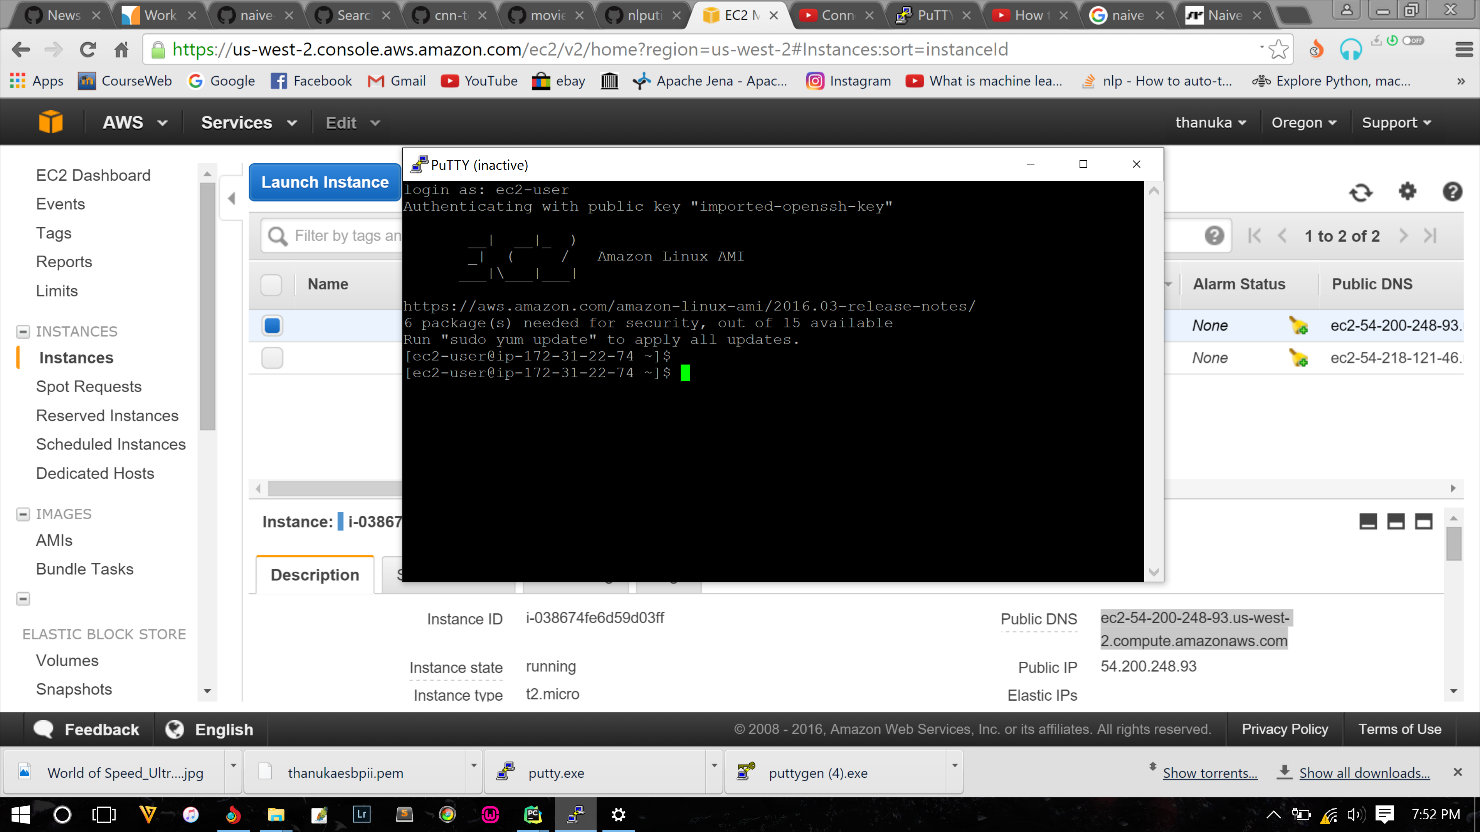 News
Work
naive
Searc
cnn-t
movie
nlputi
EC2 M
Conn
PuTT
How
naive
Naive
https://us-west-2.console.aws.amazon.com/ec2/v2/home?region=us-west-2#Instances:sort=instanceId
Apps
CourseWeb
Google
Facebook
Gmail
YouTube
ebay
Apache Jena - Apac...
Instagram
What is machine lea...
nlp - How to auto-t...
Explore Python, mac...
»
AWS
Services
Edit
thanuka
Oregon
Support
EC2 Dashboard
Events
Tags
Reports
Limits
INSTANCES
Instances
Spot Requests
Reserved Instances
Scheduled Instances
Dedicated Hosts
IMAGES
AMIs
Bundle Tasks
ELASTIC BLOCK STORE
Volumes
Snapshots
Launch Instance
Filter by tags an
1 to 2 of 2
Name
Alarm Status
Public DNS
None
ec2-54-200-248-93.
None
ec2-54-218-121-46.
PuTTY (inactive)
login as: ec2-user
Authenticating with public key "imported-openssh-key"
__| __|_ )
_| ( / Amazon Linux AMI
___|\___|___|
https://aws.amazon.com/amazon-linux-ami/2016.03-release-notes/
6 package(s) needed for security, out of 15 available
Run "sudo yum update" to apply all updates.
[ec2-user@ip-172-31-22-74 ~]$
[ec2-user@ip-172-31-22-74 ~]$
Instance: i-03867
Description
Instance ID
i-038674fe6d59d03ff
Instance state
running
Instance type
t2.micro
Public DNS
ec2-54-200-248-93.us-west-
2.compute.amazonaws.com
Public IP
54.200.248.93
Elastic IPs
Feedback
English
© 2008 - 2016, Amazon Web Services, Inc. or its affiliates. All rights reserved.
Privacy Policy
Terms of Use
World of Speed_Ultr....jpg
thanukaesbpii.pem
putty.exe
puttygen (4).exe
Show torrents...
Show all downloads...
7:52 PM